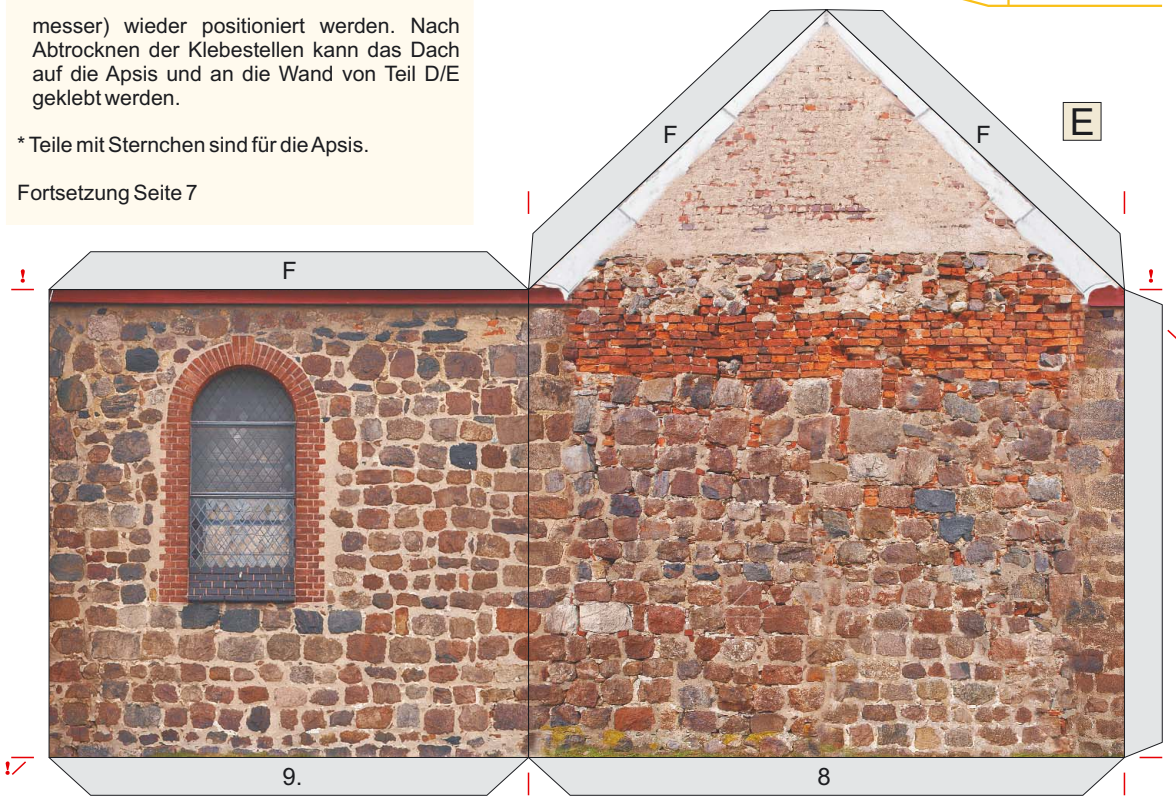 messer) wieder positioniert werden. Nach
Abtrocknen der Klebestellen kann das Dach
auf die Apsis und an die Wand von Teil D/E
geklebt werden.
* Teile mit Sternchen sind für die Apsis.
Fortsetzung Seite 7
E
F
F
F
!
!
!
9.
8